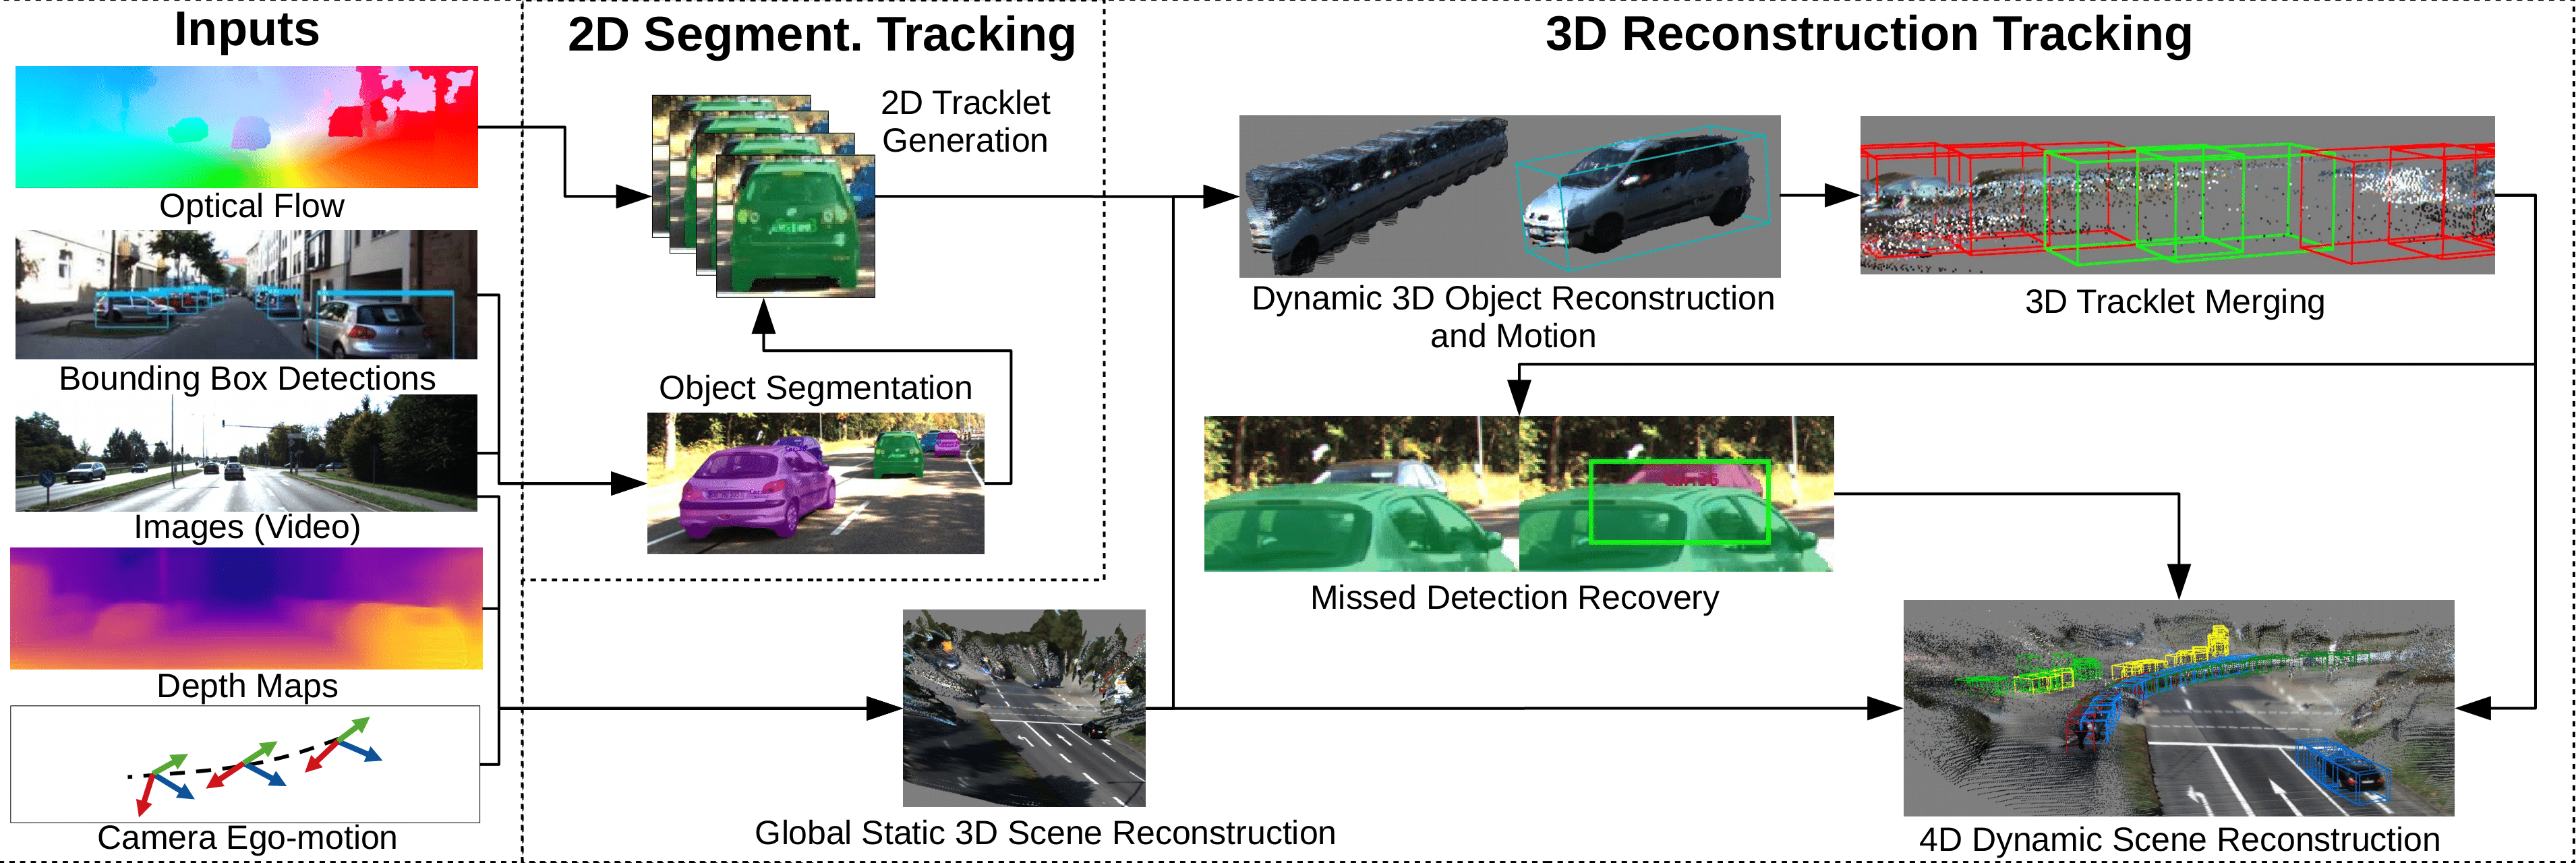 Inputs
Optical Flow
Bounding Box Detections
Images (Video)
Depth Maps
Camera Ego-motion
2D Segment. Tracking
2D Tracklet
Generation
Object Segmentation
3D Reconstruction Tracking
Dynamic 3D Object Reconstruction
and Motion
3D Tracklet Merging
Missed Detection Recovery
Global Static 3D Scene Reconstruction
4D Dynamic Scene Reconstruction